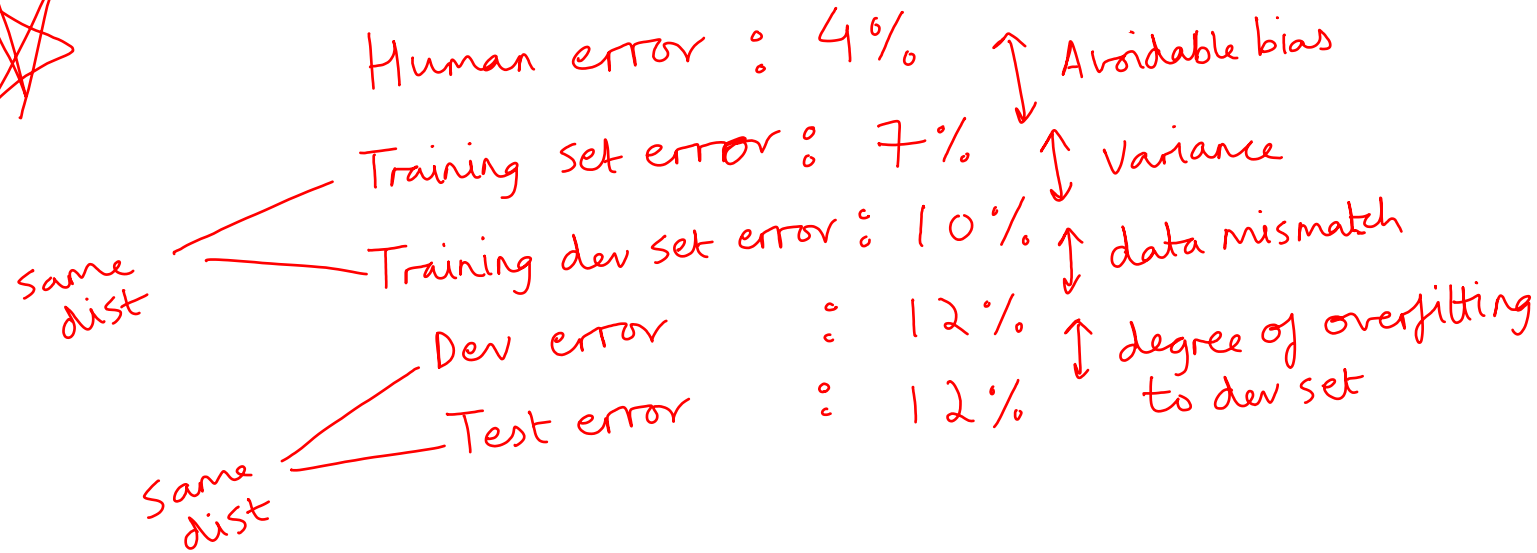 Human error : 4%
Avoidable bias
Training set error : 7%
Variance
Training dev set error : 10%
data mismatch
same
dist
Dev error : 12%
degree of overfitting
to dev set
Test error : 12%
Same
dist